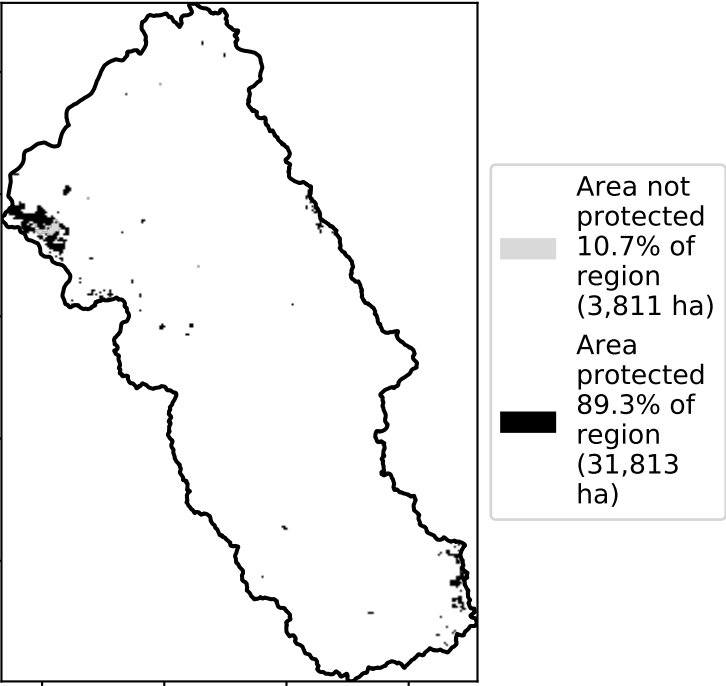 Area not
protected
10.7% of
region
(3,811 ha)
Area
protected
89.3% of
region
(31,813
ha)